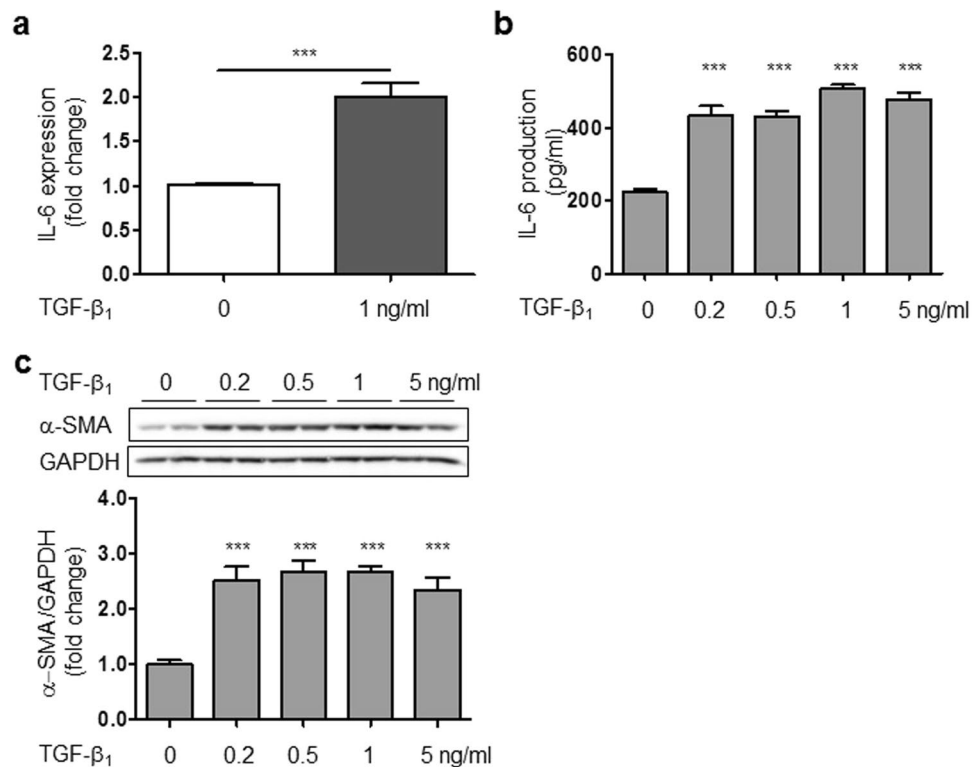 a
IL-6 expression
(fold change)
2.5
2.0
1.5
1.0
0.5
0.0
***
TGF-β₁ 0 1 ng/ml
b
IL-6 production
(pg/ml)
600
400
200
0
*** *** *** ***
TGF-β₁ 0 0.2 0.5 1 5 ng/ml
c
TGF-β₁ 0 0.2 0.5 1 5 ng/ml
α-SMA
GAPDH
α–SMA/GAPDH
(fold change)
4.0
3.0
2.0
1.0
0.0
*** *** *** ***
TGF-β₁ 0 0.2 0.5 1 5 ng/ml